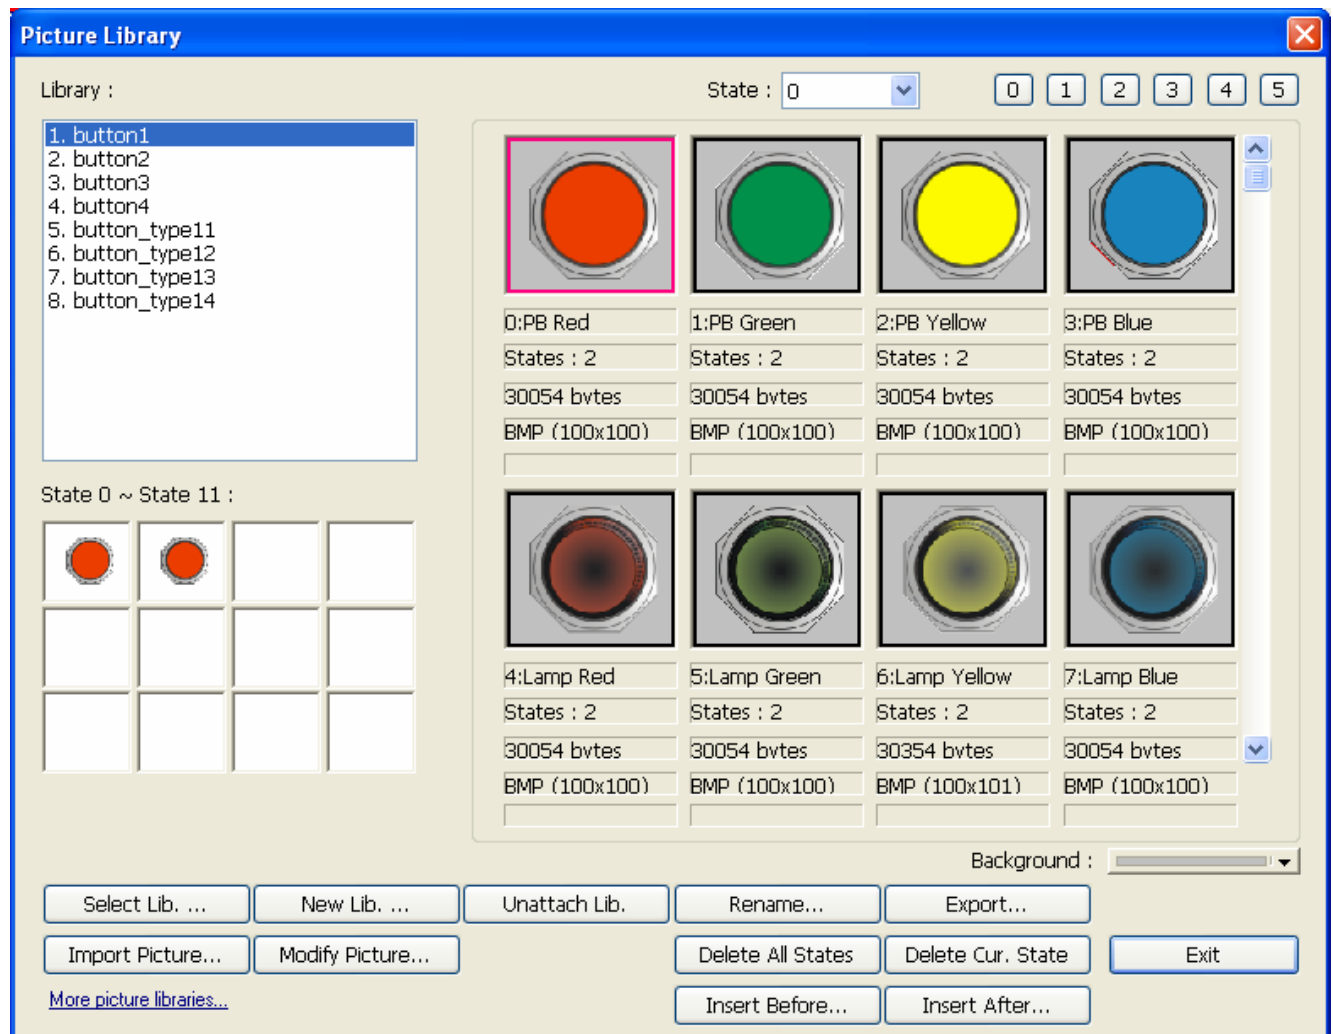 Picture Library
Library :
State : 0
0 1 2 3 4 5
1. button1
2. button2
3. button3
4. button4
5. button_type11
6. button_type12
7. button_type13
8. button_type14
0:PB Red 1:PB Green 2:PB Yellow 3:PB Blue
States : 2 States : 2 States : 2 States : 2
30054 bytes 30054 bytes 30054 bytes 30054 bytes
BMP (100x100) BMP (100x100) BMP (100x100) BMP (100x100)
State 0 ~ State 11 :
4:Lamp Red 5:Lamp Green 6:Lamp Yellow 7:Lamp Blue
States : 2 States : 2 States : 2 States : 2
30054 bytes 30054 bytes 30354 bytes 30054 bytes
BMP (100x100) BMP (100x100) BMP (100x101) BMP (100x100)
Background :
Select Lib. ... New Lib. ... Unattach Lib. Rename... Export...
Import Picture... Modify Picture... Delete All States Delete Cur. State Exit
More picture libraries...
Insert Before... Insert After...